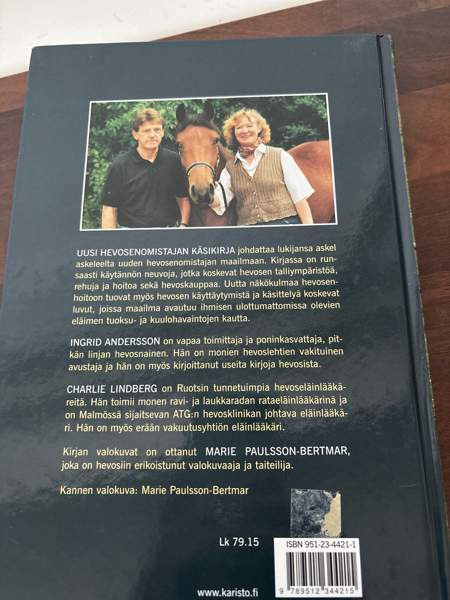 UUSI HEVOSENOMISTAJAN KÄSIKIRJA johdattaa lukijansa askel
askeleelta uuden hevosenomistajan maailmaan. Kirjassa on run-
saasti käytännön neuvoja, jotka koskevat hevosen talliympäristöä,
rehuja ja hoitoa sekä hevoskauppaa. Uutta näkökulmaa hevosen-
hoitoon tuovat myös hevosen käyttäytymistä ja käsittelyä koskevat
luvut, joissa maailma avautuu ihmisen ulottumattomissa olevien
eläimen tuoksu- ja kuulohavaintojen kautta.
INGRID ANDERSSON on vapaa toimittaja ja poninkasvattaja, pit-
kän linjan hevosnainen. Hän on monien hevoslehtien vakituinen
avustaja ja hän on myös kirjoittanut useita kirjoja hevosista.
CHARLIE LINDBERG on Ruotsin tunnetuimpia hevoseläinlääkä-
reitä. Hän toimii monen ravi- ja laukkaradan rataeläinlääkärinä ja
on Malmössä sijaitsevan ATG:n hevosklinikan johtava eläinlääkä-
ri. Hän on myös erään vakuutusyhtiön eläinlääkäri.
Kirjan valokuvat on ottanut MARIE PAULSSON-BERTMAR,
joka on hevosiin erikoistunut valokuvaaja ja taiteilija.
Kannen valokuva: Marie Paulsson-Bertmar
Lk 79.15
ISBN 951-23-4421-1
9 789512 344215
www.karisto.fi